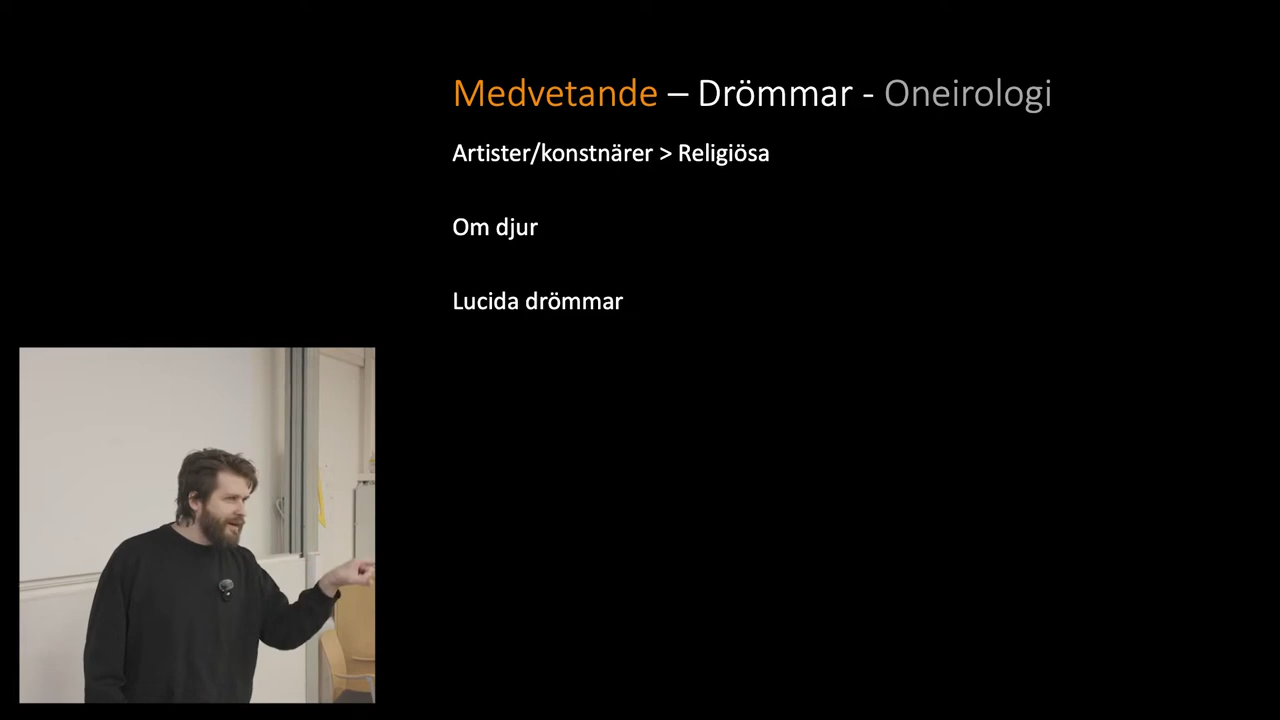 Medvetande – Drömmar - Oneirologi
Artister/konstnärer > Religiösa
Om djur
Lucida drömmar